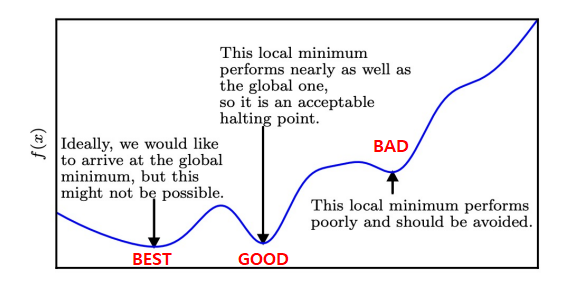 This local minimum
performs nearly as well as
the global one,
so it is an acceptable
halting point.
BAD
f(x)
Ideally, we would like
to arrive at the global
minimum, but this
might not be possible.
This local minimum performs
poorly and should be avoided.
BEST
GOOD